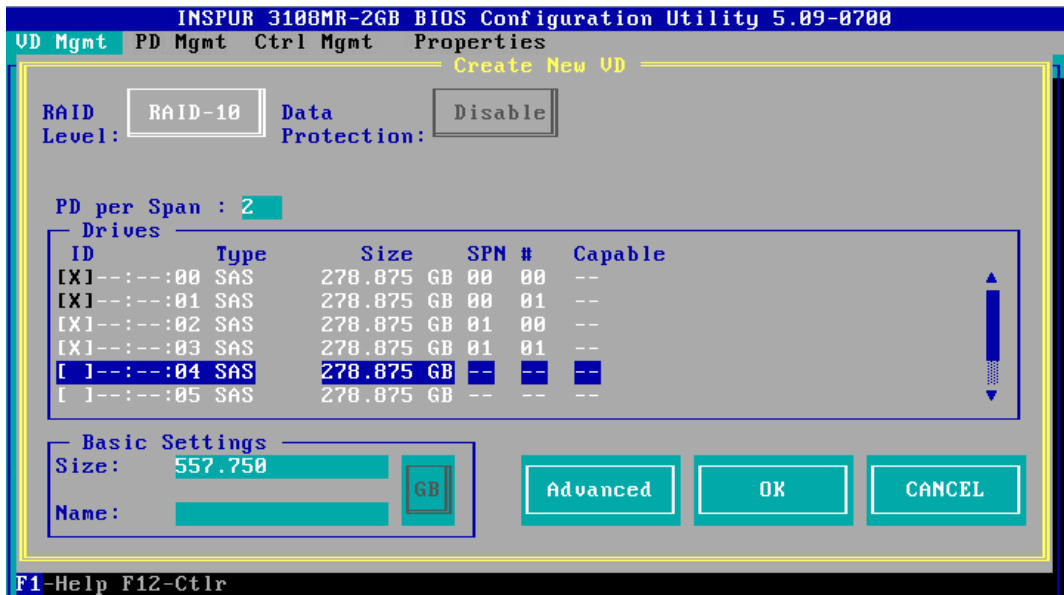 INSPUR 3108MR-2GB BIOS Configuration Utility 5.09-0700
VD Mgmt PD Mgmt Ctrl Mgmt Properties
Create New VD
RAID Level: RAID-10 Data Protection: Disable
PD per Span : 2
Drives
ID Type Size SPN # Capable
[X]--:--:00 SAS 278.875 GB 00 00 --
[X]--:--:01 SAS 278.875 GB 00 01 --
[X]--:--:02 SAS 278.875 GB 01 00 --
[X]--:--:03 SAS 278.875 GB 01 01 --
[ ]--:--:04 SAS 278.875 GB -- -- --
[ ]--:--:05 SAS 278.875 GB -- -- --
Basic Settings
Size: 557.750 GB
Name:
Advanced OK CANCEL
F1-Help F12-Ctlr